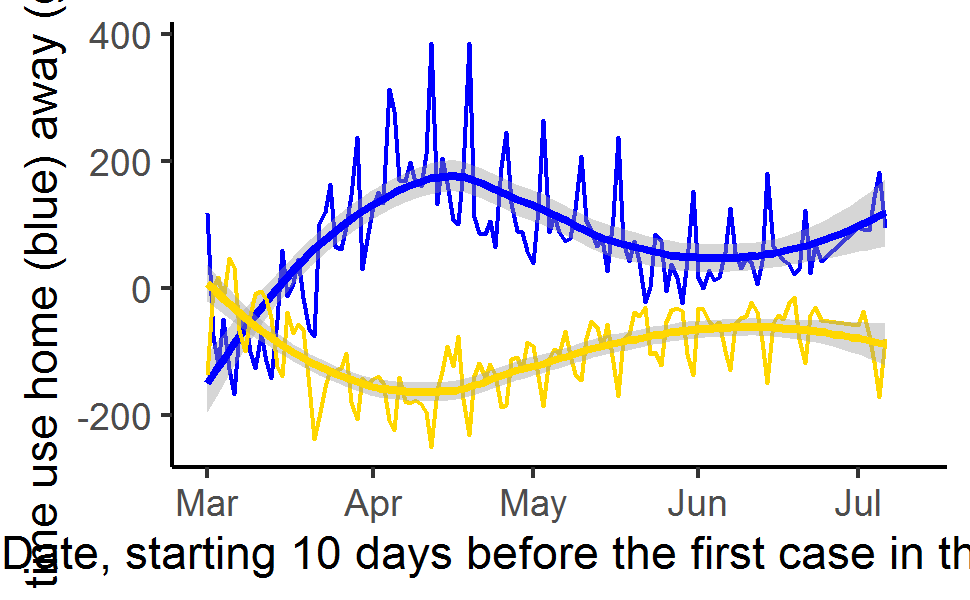 time use home (blue) away (
400
200
0
-200
Mar Apr May Jun Jul
Date, starting 10 days before the first case in th